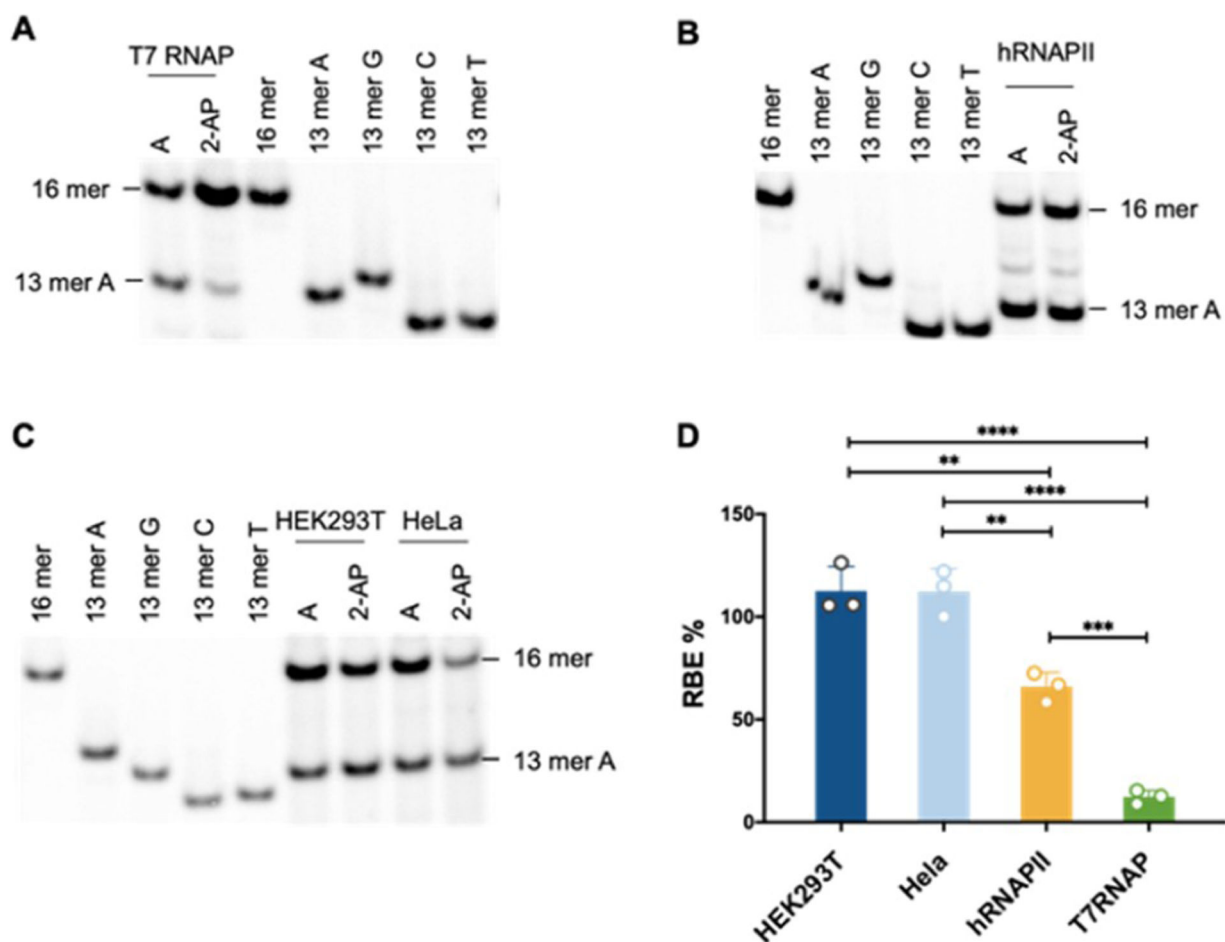 A
T7 RNAP
A
2-AP
16 mer
13 mer A
13 mer G
13 mer C
13 mer T
16 mer
13 mer A
B
hRNAPII
16 mer
13 mer A
13 mer G
13 mer C
13 mer T
A
2-AP
16 mer
13 mer A
C
HEK293T
HeLa
16 mer
13 mer A
13 mer G
13 mer C
13 mer T
A
2-AP
A
2-AP
16 mer
13 mer A
D
****
**
****
**
***
150
100
50
0
RBE %
HEK293T
Hela
hRNAPII
T7RNAP